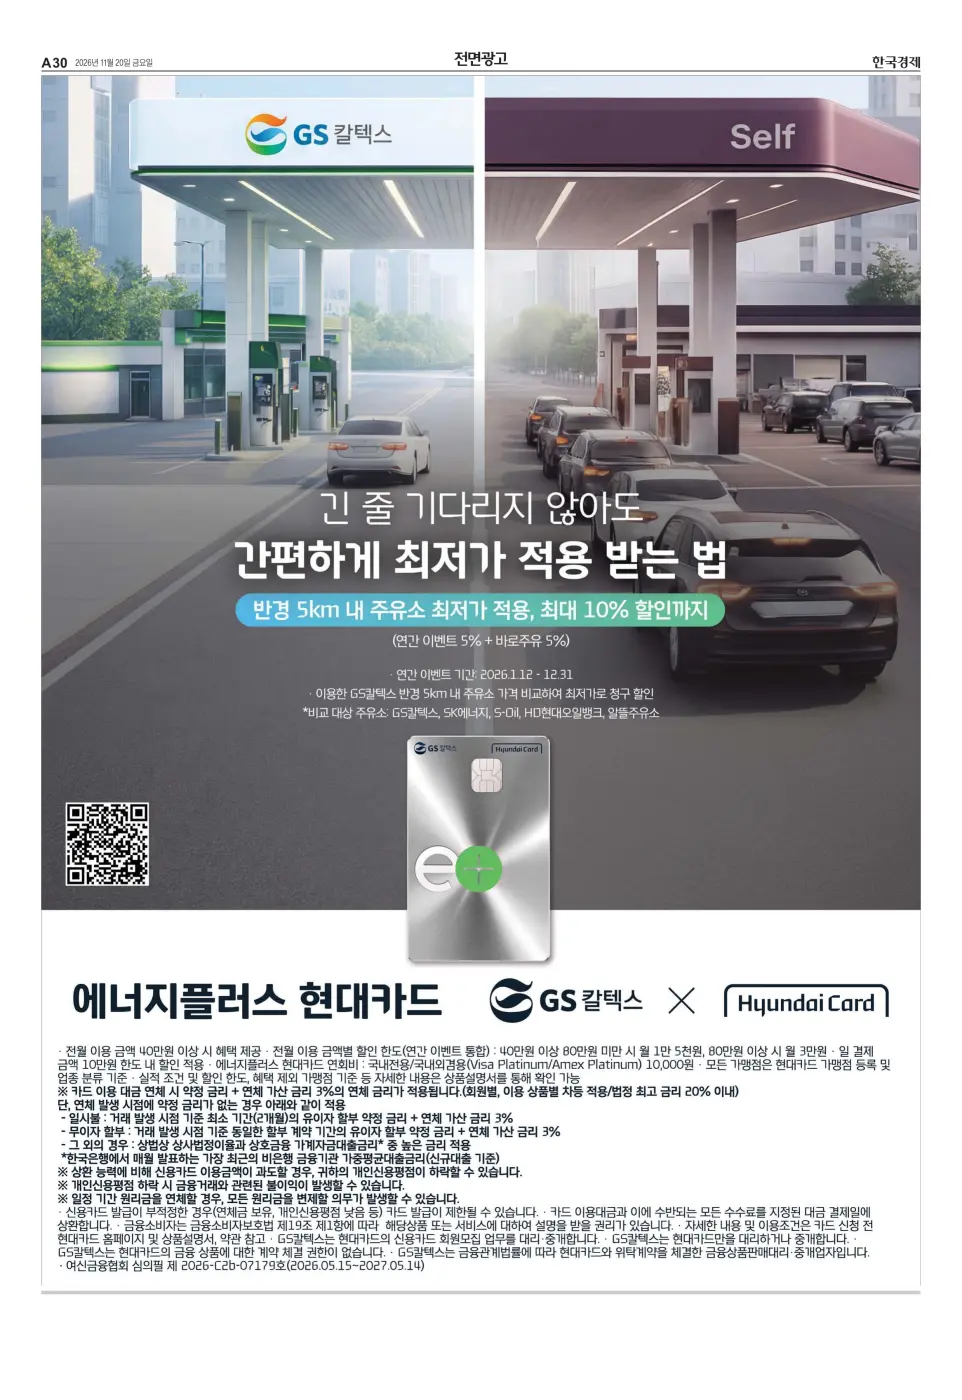 A30 2026년 11월 20일 금요일 전면광고 한국경제
GS 칼텍스
Self
긴 줄 기다리지 않아도
간편하게 최저가 적용 받는 법
반경 5km 내 주유소 최저가 적용, 최대 10% 할인까지
(연간 이벤트 5% + 바로주유 5%)
· 연간 이벤트 기간: 2026.1.12 - 12.31
· 이용한 GS칼텍스 반경 5km 내 주유소 가격 비교하여 최저가로 청구 할인
*비교 대상 주유소: GS칼텍스, SK에너지, S-Oil, HD현대오일뱅크, 알뜰주유소
GS 칼텍스 Hyundai Card
e+
에너지플러스 현대카드 GS 칼텍스 × Hyundai Card
· 전월 이용 금액 40만원 이상 시 혜택 제공 · 전월 이용 금액별 할인 한도(연간 이벤트 통합) : 40만원 이상 80만원 미만 시 월 1만 5천원, 80만원 이상 시 월 3만원 · 일 결제
금액 10만원 한도 내 할인 적용 · 에너지플러스 현대카드 연회비 : 국내전용/국내외겸용(Visa Platinum/Amex Platinum) 10,000원 · 모든 가맹점은 현대카드 가맹점 등록 및
업종 분류 기준 · 실적 조건 및 할인 한도, 혜택 제외 가맹점 기준 등 자세한 내용은 상품설명서를 통해 확인 가능
※ 카드 이용 대금 연체 시 약정 금리 + 연체 가산 금리 3%의 연체 금리가 적용됩니다.(회원별, 이용 상품별 차등 적용/법정 최고 금리 20% 이내)
단, 연체 발생 시점에 약정 금리가 없는 경우 아래와 같이 적용
- 일시불 : 거래 발생 시점 기준 최소 기간(2개월)의 유이자 할부 약정 금리 + 연체 가산 금리 3%
- 무이자 할부 : 거래 발생 시점 기준 동일한 할부 계약 기간의 유이자 할부 약정 금리 + 연체 가산 금리 3%
- 그 외의 경우 : 상법상 상사법정이율과 상호금융 가계자금대출금리* 중 높은 금리 적용
*한국은행에서 매월 발표하는 가장 최근의 비은행 금융기관 가중평균대출금리(신규대출 기준)
※ 상환 능력에 비해 신용카드 이용금액이 과도할 경우, 귀하의 개인신용평점이 하락할 수 있습니다.
※ 개인신용평점 하락 시 금융거래와 관련된 불이익이 발생할 수 있습니다.
※ 일정 기간 원리금을 연체할 경우, 모든 원리금을 변제할 의무가 발생할 수 있습니다.
· 신용카드 발급이 부적정한 경우(연체금 보유, 개인신용평점 낮음 등) 카드 발급이 제한될 수 있습니다. · 카드 이용대금과 이에 수반되는 모든 수수료를 지정된 대금 결제일에
상환합니다. · 금융소비자는 금융소비자보호법 제19조 제1항에 따라 해당상품 또는 서비스에 대하여 설명을 받을 권리가 있습니다. · 자세한 내용 및 이용조건은 카드 신청 전
현대카드 홈페이지 및 상품설명서, 약관 참고 · GS칼텍스는 현대카드의 신용카드 회원모집 업무를 대리·중개합니다. · GS칼텍스는 현대카드만을 대리하거나 중개합니다. ·
GS칼텍스는 현대카드의 금융 상품에 대한 계약 체결 권한이 없습니다. · GS칼텍스는 금융관계법률에 따라 현대카드와 위탁계약을 체결한 금융상품판매대리·중개업자입니다.
· 여신금융협회 심의필 제 2026-C2b-07179호(2026.05.15~2027.05.14)